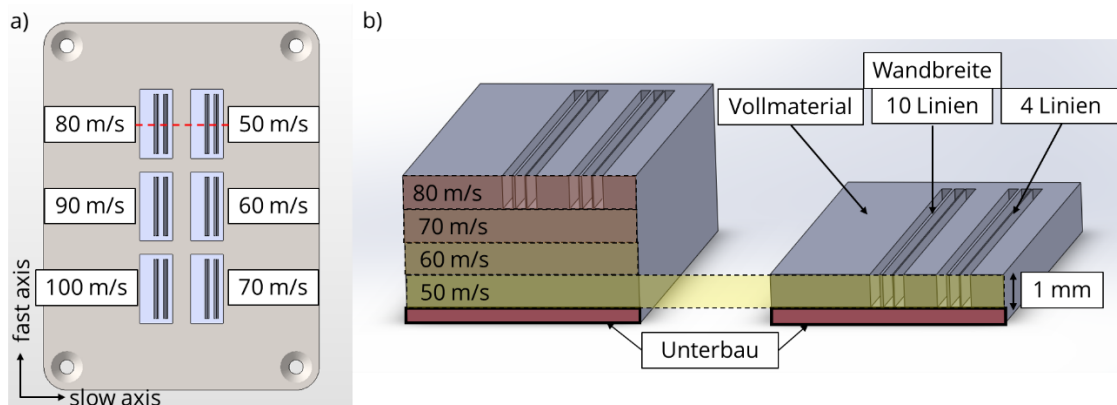 a)
80 m/s
50 m/s
90 m/s
60 m/s
100 m/s
70 m/s
fast axis
slow axis
b)
Wandbreite
Vollmaterial
10 Linien
4 Linien
80 m/s
70 m/s
60 m/s
50 m/s
1 mm
Unterbau